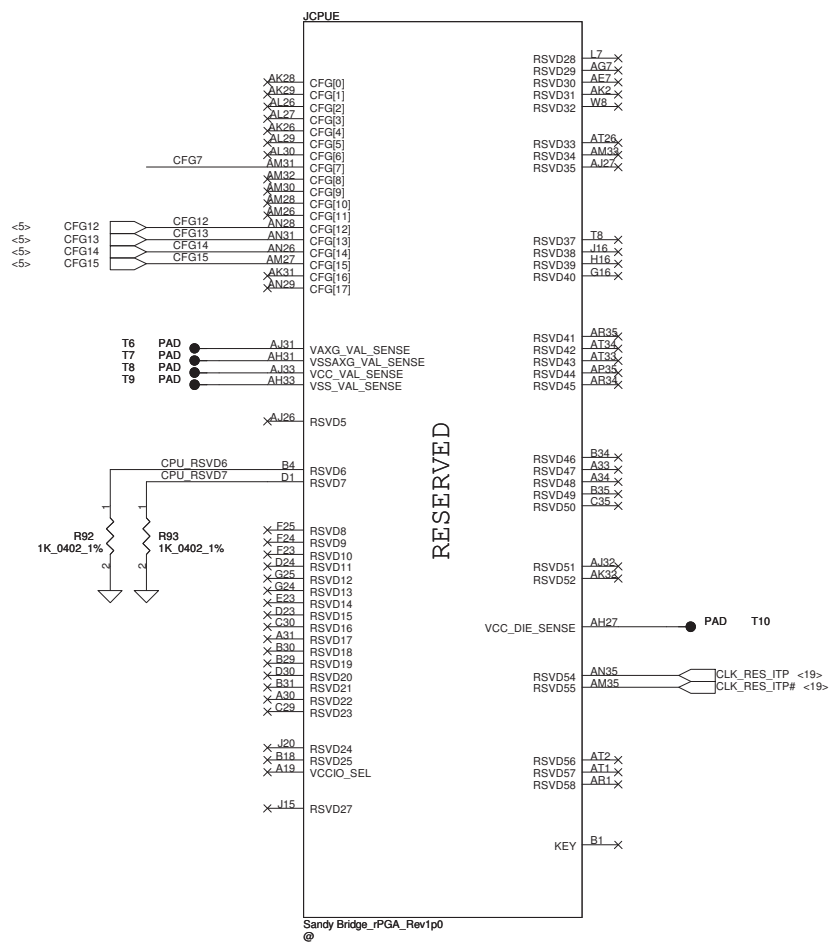 JCPUE
AK28 CFG[0]
AK29 CFG[1]
AL26 CFG[2]
AL27 CFG[3]
AK26 CFG[4]
AL29 CFG[5]
AL30 CFG[6]
CFG7 AM31 CFG[7]
AM32 CFG[8]
AM30 CFG[9]
AM28 CFG[10]
AM26 CFG[11]
<5> CFG12 CFG12 AN28 CFG[12]
<5> CFG13 CFG13 AN31 CFG[13]
<5> CFG14 CFG14 AN26 CFG[14]
<5> CFG15 CFG15 AM27 CFG[15]
AK31 CFG[16]
AN29 CFG[17]
T6 PAD AJ31 VAXG_VAL_SENSE
T7 PAD AH31 VSSAXG_VAL_SENSE
T8 PAD AJ33 VCC_VAL_SENSE
T9 PAD AH33 VSS_VAL_SENSE
AJ26 RSVD5
CPU_RSVD6 B4 RSVD6
CPU_RSVD7 D1 RSVD7
1 1
R92 R93
1K_0402_1% 1K_0402_1%
2 2
F25 RSVD8
F24 RSVD9
F23 RSVD10
D24 RSVD11
G25 RSVD12
G24 RSVD13
E23 RSVD14
D23 RSVD15
C30 RSVD16
A31 RSVD17
B30 RSVD18
B29 RSVD19
D30 RSVD20
B31 RSVD21
A30 RSVD22
C29 RSVD23
J20 RSVD24
B18 RSVD25
A19 VCCIO_SEL
J15 RSVD27
RESERVED
RSVD28 L7
RSVD29 AG7
RSVD30 AE7
RSVD31 AK2
RSVD32 W8
RSVD33 AT26
RSVD34 AM33
RSVD35 AJ27
RSVD37 T8
RSVD38 J16
RSVD39 H16
RSVD40 G16
RSVD41 AR35
RSVD42 AT34
RSVD43 AT33
RSVD44 AP35
RSVD45 AR34
RSVD46 B34
RSVD47 A33
RSVD48 A34
RSVD49 B35
RSVD50 C35
RSVD51 AJ32
RSVD52 AK32
VCC_DIE_SENSE AH27 PAD T10
RSVD54 AN35 CLK_RES_ITP <19>
RSVD55 AM35 CLK_RES_ITP# <19>
RSVD56 AT2
RSVD57 AT1
RSVD58 AR1
KEY B1
Sandy Bridge_rPGA_Rev1p0
@